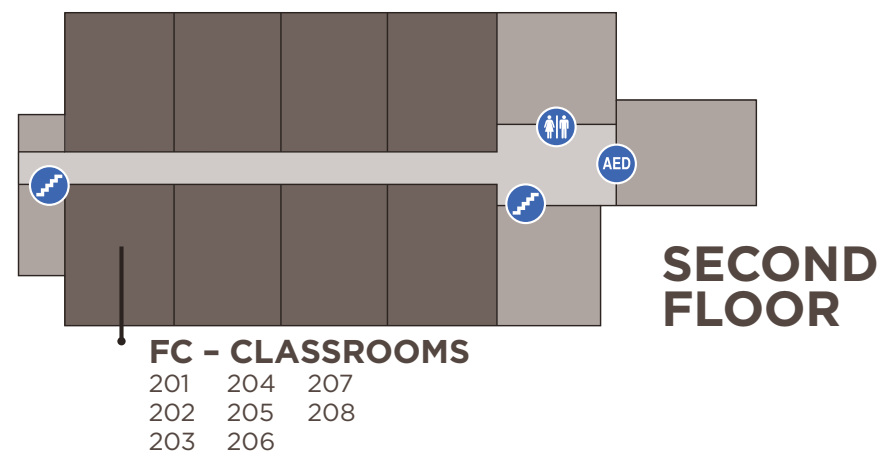 AED
SECOND
FLOOR
FC – CLASSROOMS
201 204 207
202 205 208
203 206